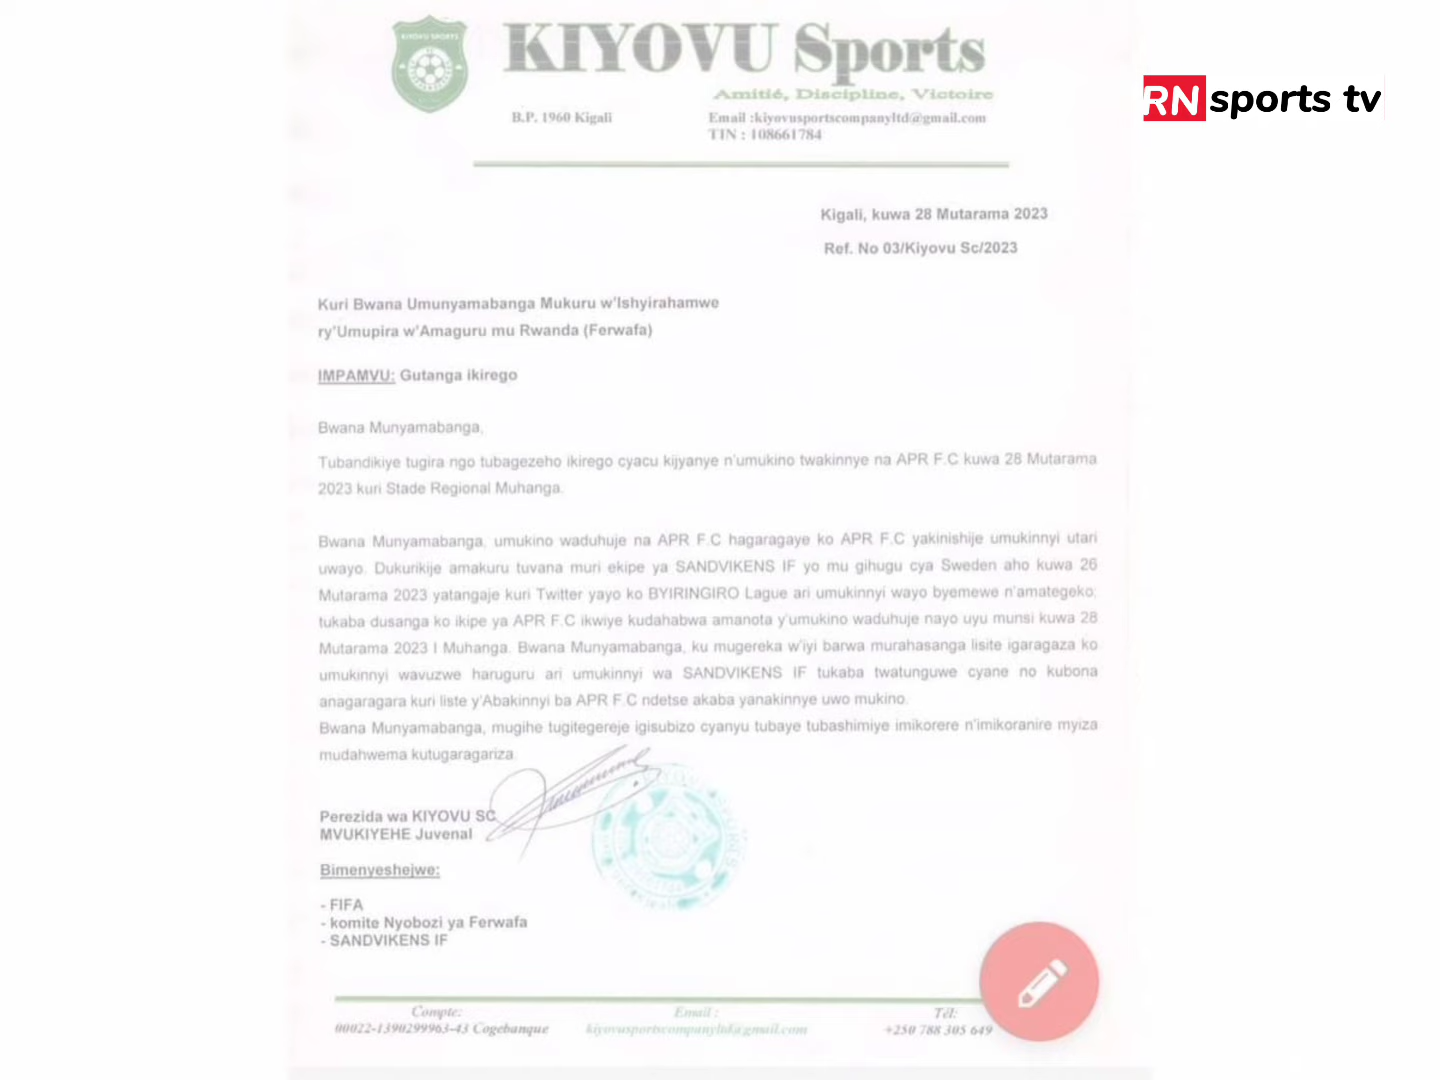 KIYOVU SPORTS
KIYOVU Sports
Amitié, Discipline, Victoire
B.P. 1960 Kigali
Email :kiyovusportscompanyltd@gmail.com
TIN : 108661784
RN sports tv
Kigali, kuwa 28 Mutarama 2023
Ref. No 03/Kiyovu Sc/2023
Kuri Bwana Umunyamabanga Mukuru w'Ishyirahamwe
ry'Umupira w'Amaguru mu Rwanda (Ferwafa)
IMPAMVU: Gutanga ikirego
Bwana Munyamabanga,
Tubandikiye tugira ngo tubagezeho ikirego cyacu kijyanye n'umukino twakinnye na APR F.C kuwa 28 Mutarama
2023 kuri Stade Regional Muhanga.
Bwana Munyamabanga, umukino waduhuje na APR F.C hagaragaye ko APR F.C yakinishije umukinnyi utari
uwayo. Dukurikije amakuru tuvana muri ekipe ya SANDVIKENS IF yo mu gihugu cya Sweden aho kuwa 26
Mutarama 2023 yatangaje kuri Twitter yayo ko BYIRINGIRO Lague ari umukinnyi wayo byemewe n'amategeko;
tukaba dusanga ko ikipe ya APR F.C ikwiye kudahabwa amanota y'umukino waduhuje nayo uyu munsi kuwa 28
Mutarama 2023 I Muhanga. Bwana Munyamabanga, ku mugereka w'iyi barwa murahasanga lisite igaragaza ko
umukinnyi wavuzwe haruguru ari umukinnyi wa SANDVIKENS IF tukaba twatunguwe cyane no kubona
anagaragara kuri liste y'Abakinnyi ba APR F.C ndetse akaba yanakinnye uwo mukino.
Bwana Munyamabanga, mugihe tugitegereje igisubizo cyanyu tubaye tubashimiye imikorere n'imikoranire myiza
mudahwema kutugaragariza.
Perezida wa KIYOVU SC
MVUKIYEHE Juvenal
KIYOVU SPORTS
Bimenyeshejwe:
- FIFA
- komite Nyobozi ya Ferwafa
- SANDVIKENS IF
Compte:
00022-1390299963-43 Cogebanque
Email :
kiyovusportscompanyltd@gmail.com
Tél:
+250 788 305 649